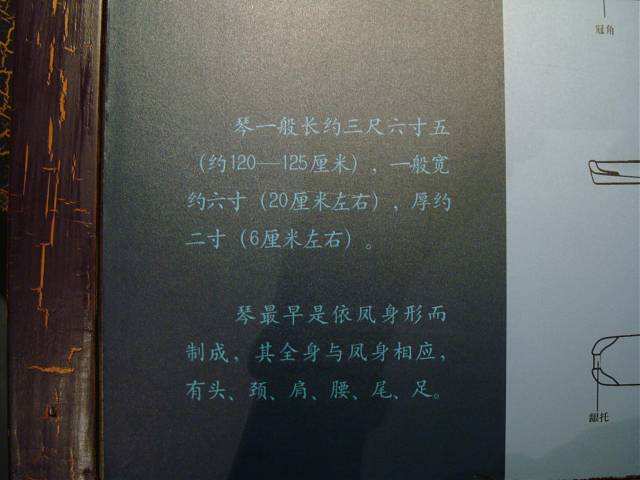 琴一般长约三尺六寸五
（约120—125厘米），一般宽
约六寸（20厘米左右），厚约
二寸（6厘米左右）。
琴最早是依凤身形而
制成，其全身与凤身相应，
有头、颈、肩、腰、尾、足。
冠角
龈托